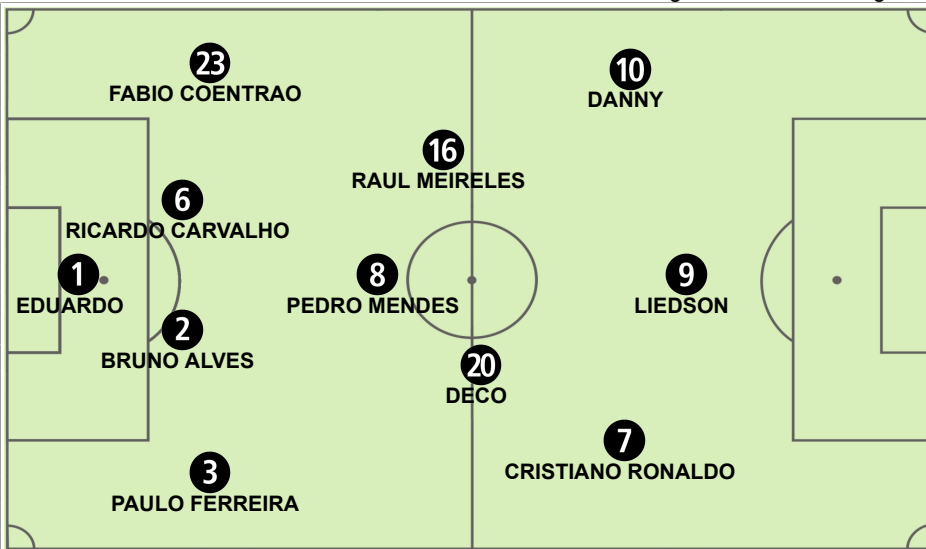 23
FABIO COENTRAO
10
DANNY
16
RAUL MEIRELES
6
RICARDO CARVALHO
1
EDUARDO
8
PEDRO MENDES
9
LIEDSON
2
BRUNO ALVES
20
DECO
7
CRISTIANO RONALDO
3
PAULO FERREIRA